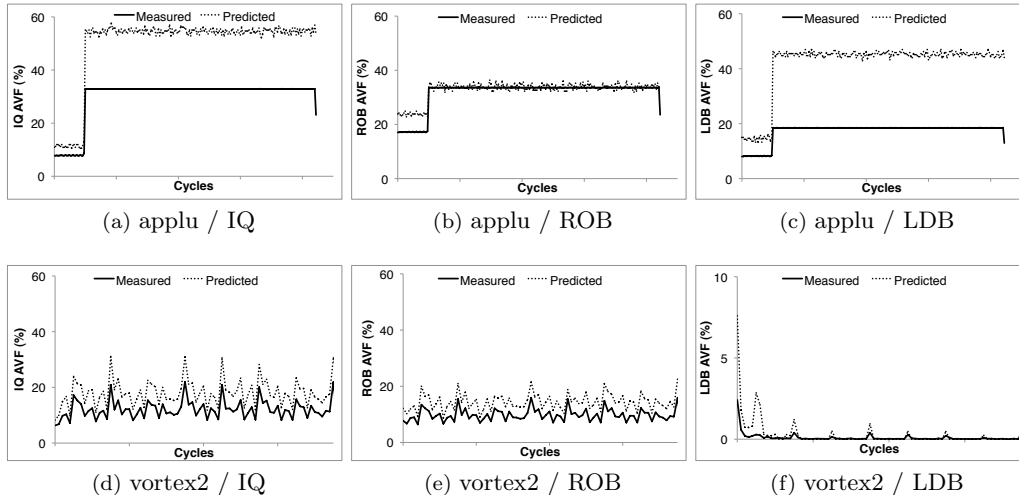 Measured Predicted
IQ AVF (%)
60
40
20
0
Cycles
(a) applu / IQ
Measured Predicted
ROB AVF (%)
60
40
20
0
Cycles
(b) applu / ROB
Measured Predicted
LDB AVF (%)
60
40
20
0
Cycles
(c) applu / LDB
Measured Predicted
IQ AVF (%)
60
40
20
0
Cycles
(d) vortex2 / IQ
Measured Predicted
ROB AVF (%)
60
40
20
0
Cycles
(e) vortex2 / ROB
Measured Predicted
LDB AVF (%)
10
5
0
Cycles
(f) vortex2 / LDB